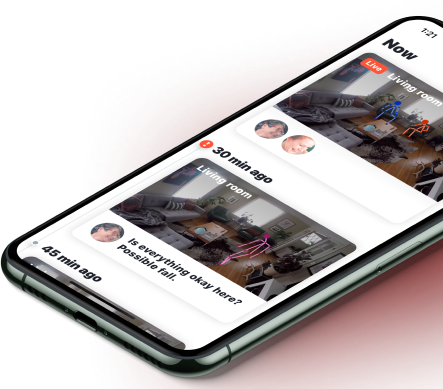 1:21
Now
Live
Living room
30 min ago
Living room
Is everything okay here?
Possible fall.
45 min ago